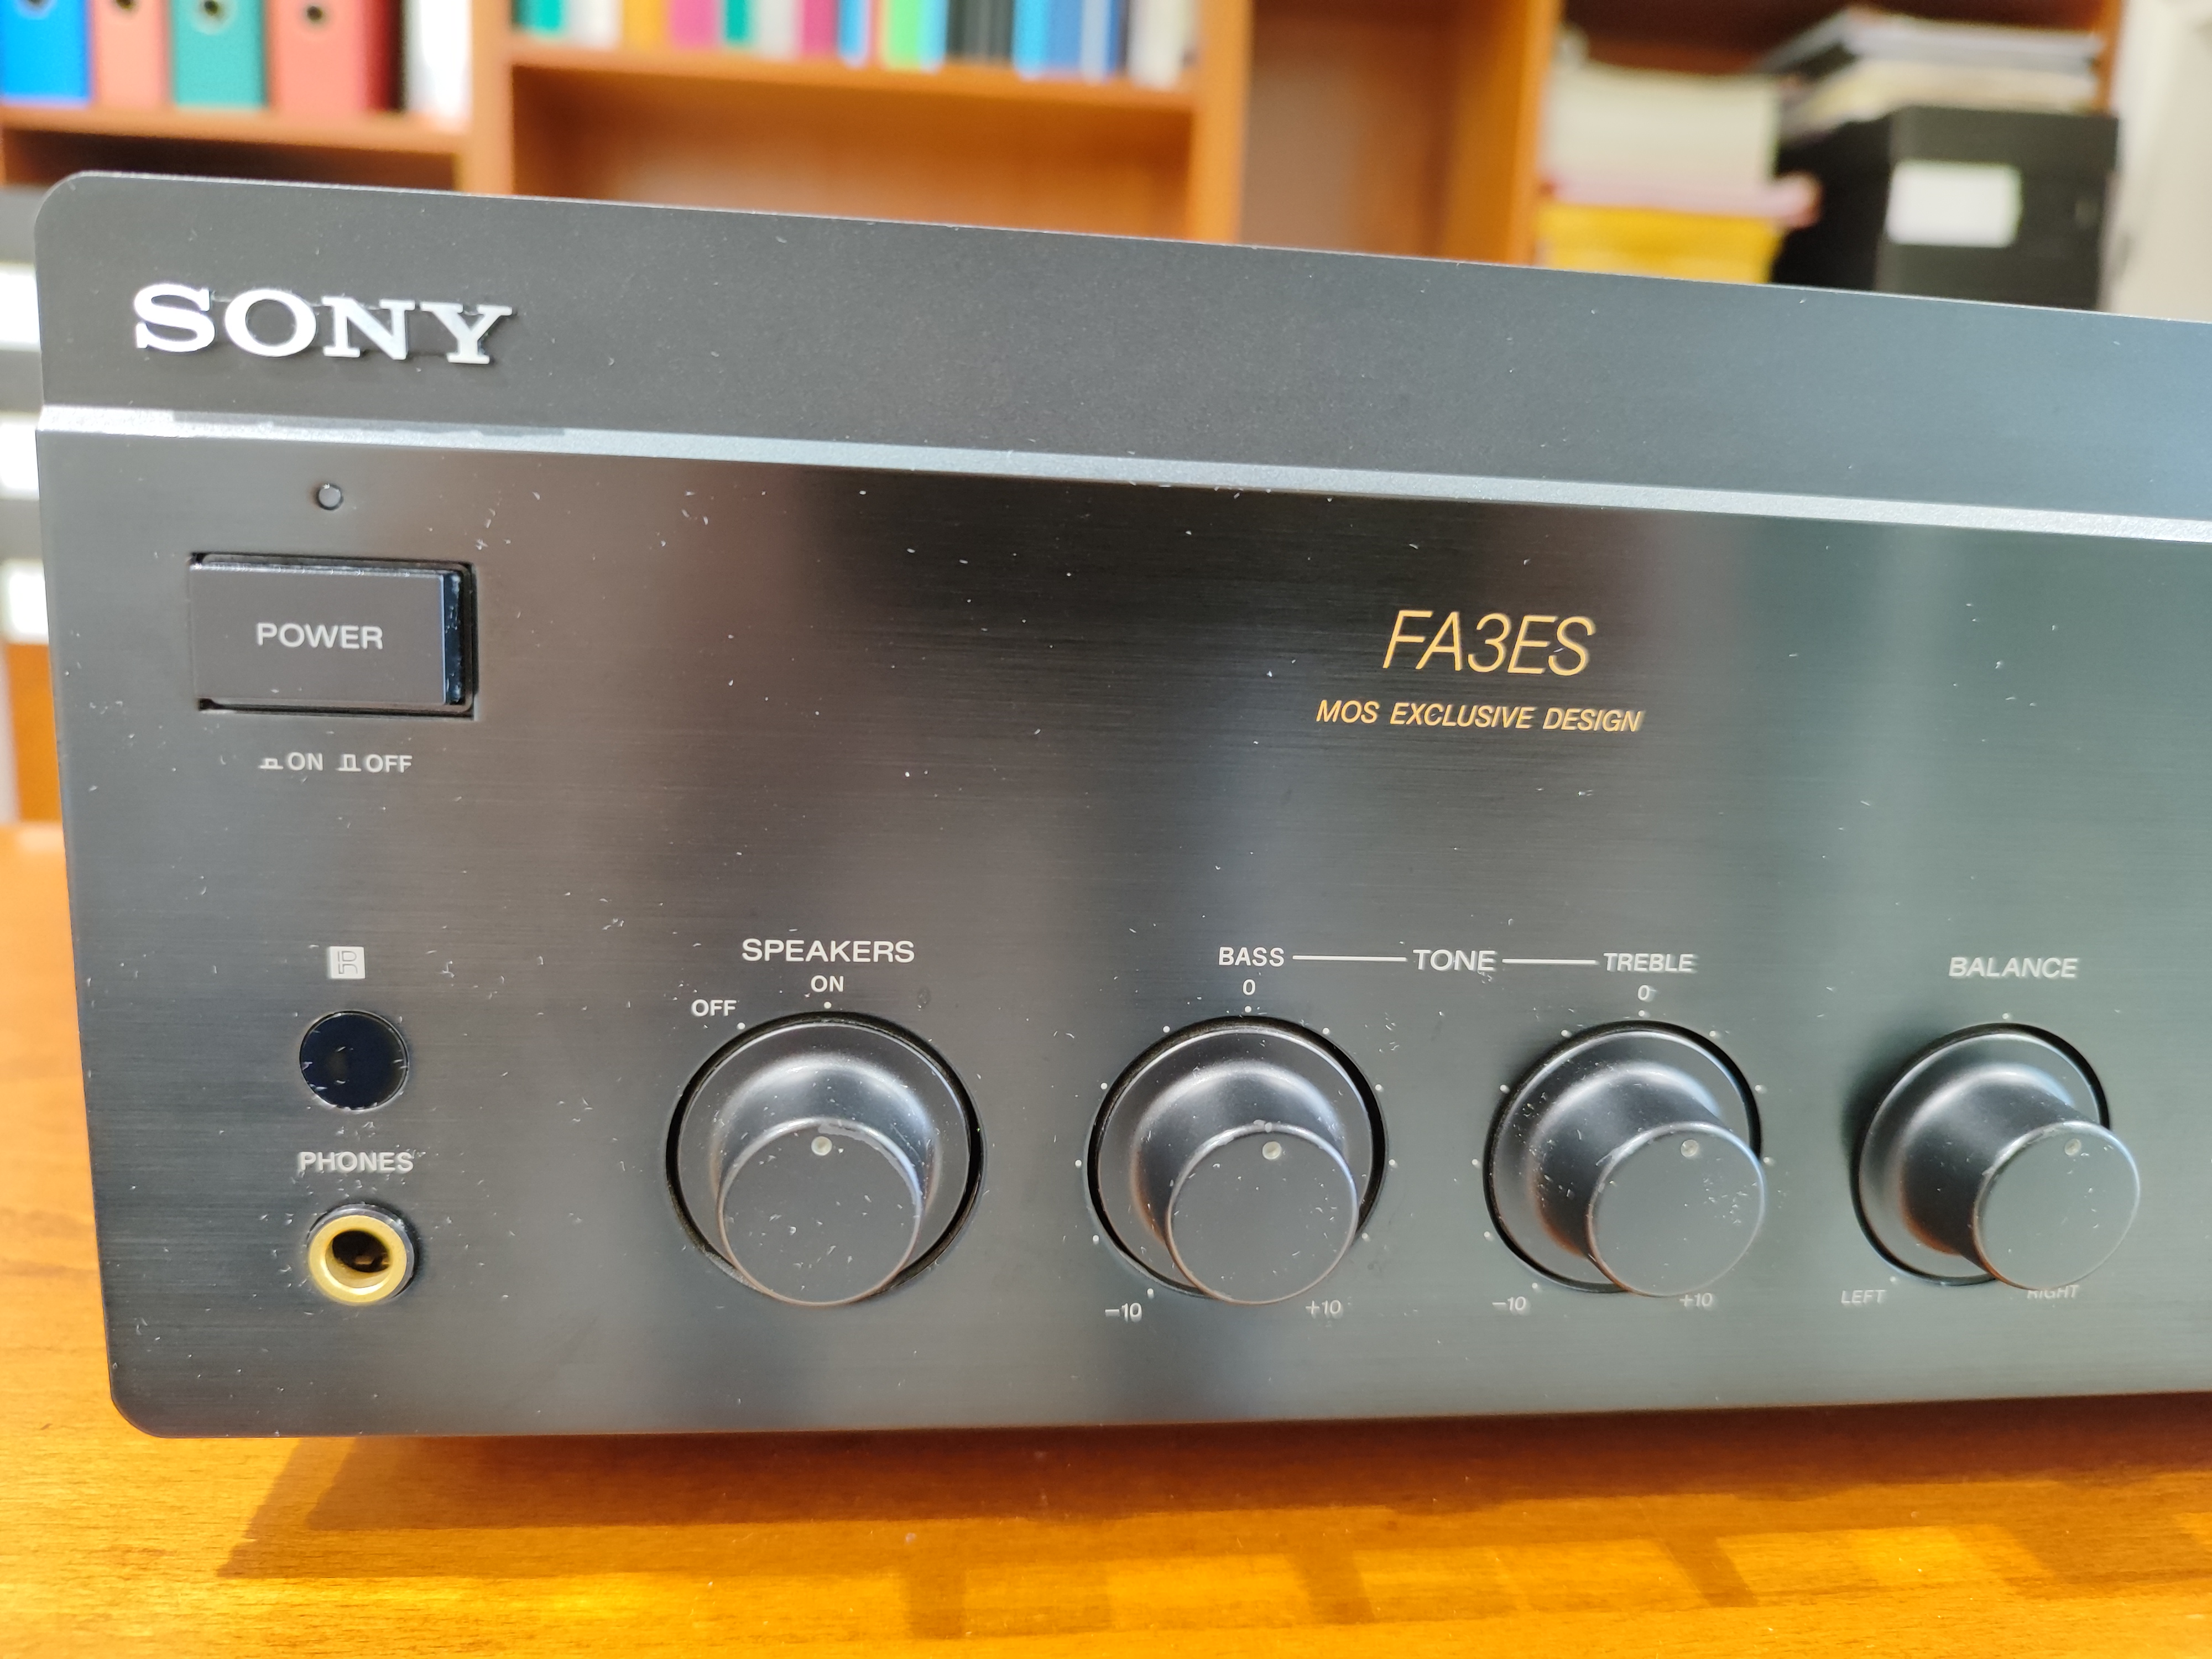 SONY
POWER
ON OFF
FA3ES
MOS EXCLUSIVE DESIGN
SPEAKERS
OFF ON
BASS TONE TREBLE
0 0
BALANCE
PHONES
−10 +10
−10 +10
LEFT RIGHT